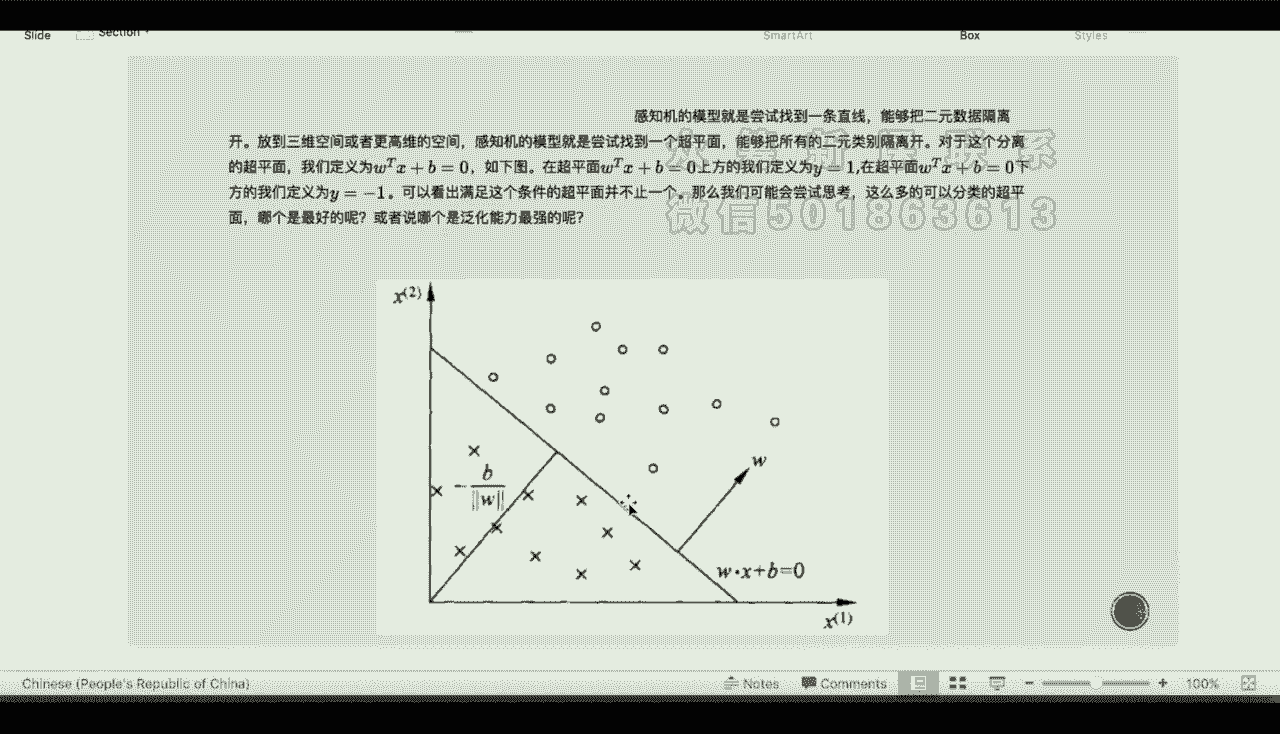 Slide
Section
SmartArt
Box
Styles
感知机的模型就是尝试找到一条直线，能够把二元数据隔离
开。放到三维空间或者更高维的空间，感知机的模型就是尝试找到一个超平面，能够把所有的二元类别隔离开。对于这个分离
的超平面，我们定义为w^T x + b = 0，如下图。在超平面w^T x + b = 0上方的我们定义为y = 1,在超平面w^T x + b = 0下
方的我们定义为y = −1。可以看出满足这个条件的超平面并不止一个。那么我们可能会尝试思考，这么多的可以分类的超平
面，哪个是最好的呢？或者说哪个是泛化能力最强的呢？
微信501863613
x^(2)
w
− b / ||w||
w·x+b=0
x^(1)
Chinese (People's Republic of China)
Notes
Comments
100%